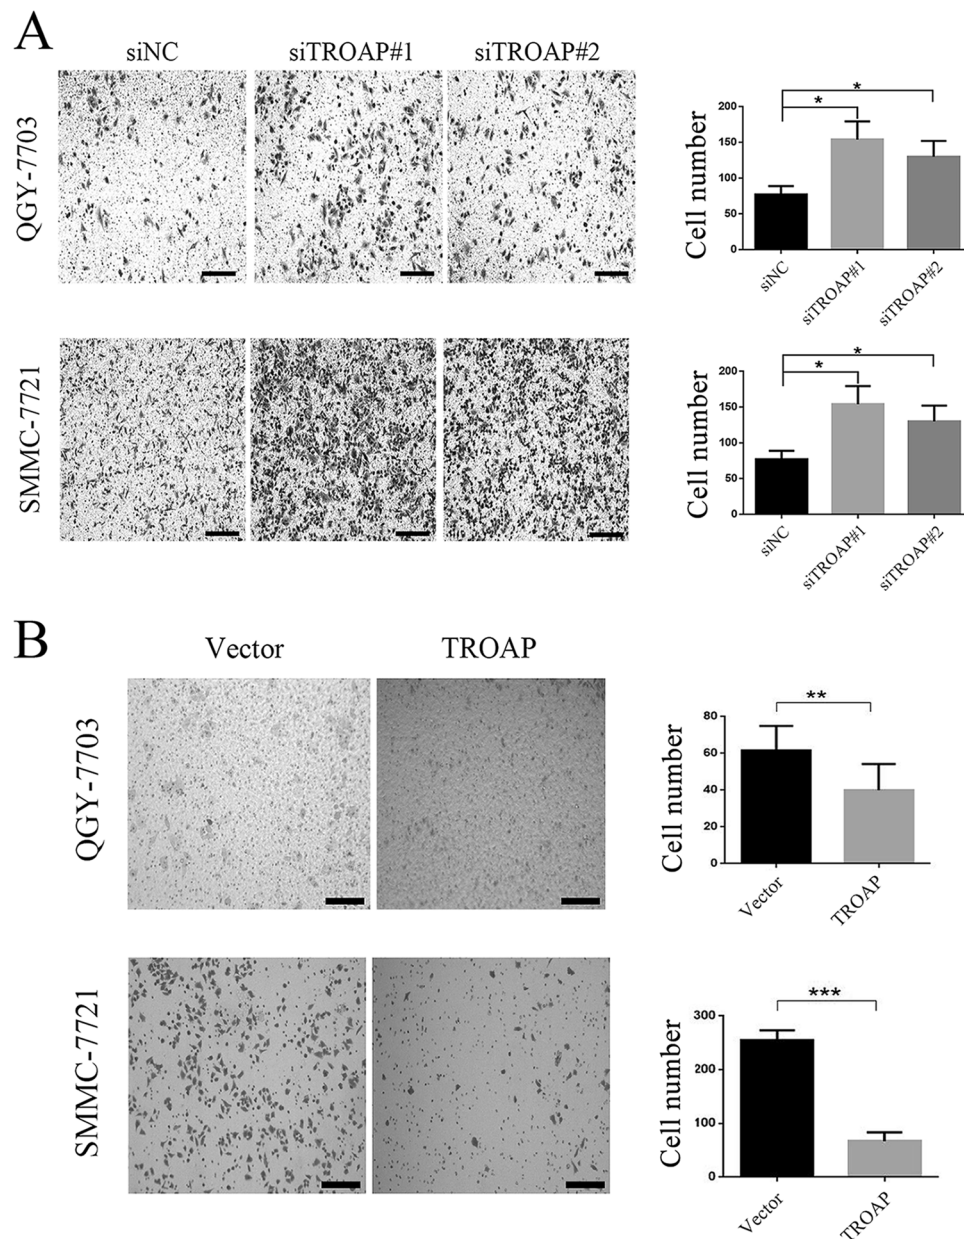 A
siNC siTROAP#1 siTROAP#2
QGY-7703
Cell number
200
150
100
50
0
* *
siNC siTROAP#1 siTROAP#2
SMMC-7721
Cell number
200
150
100
50
0
* *
siNC siTROAP#1 siTROAP#2
B
Vector TROAP
QGY-7703
Cell number
80
60
40
20
0
**
Vector TROAP
SMMC-7721
Cell number
300
200
100
0
***
Vector TROAP